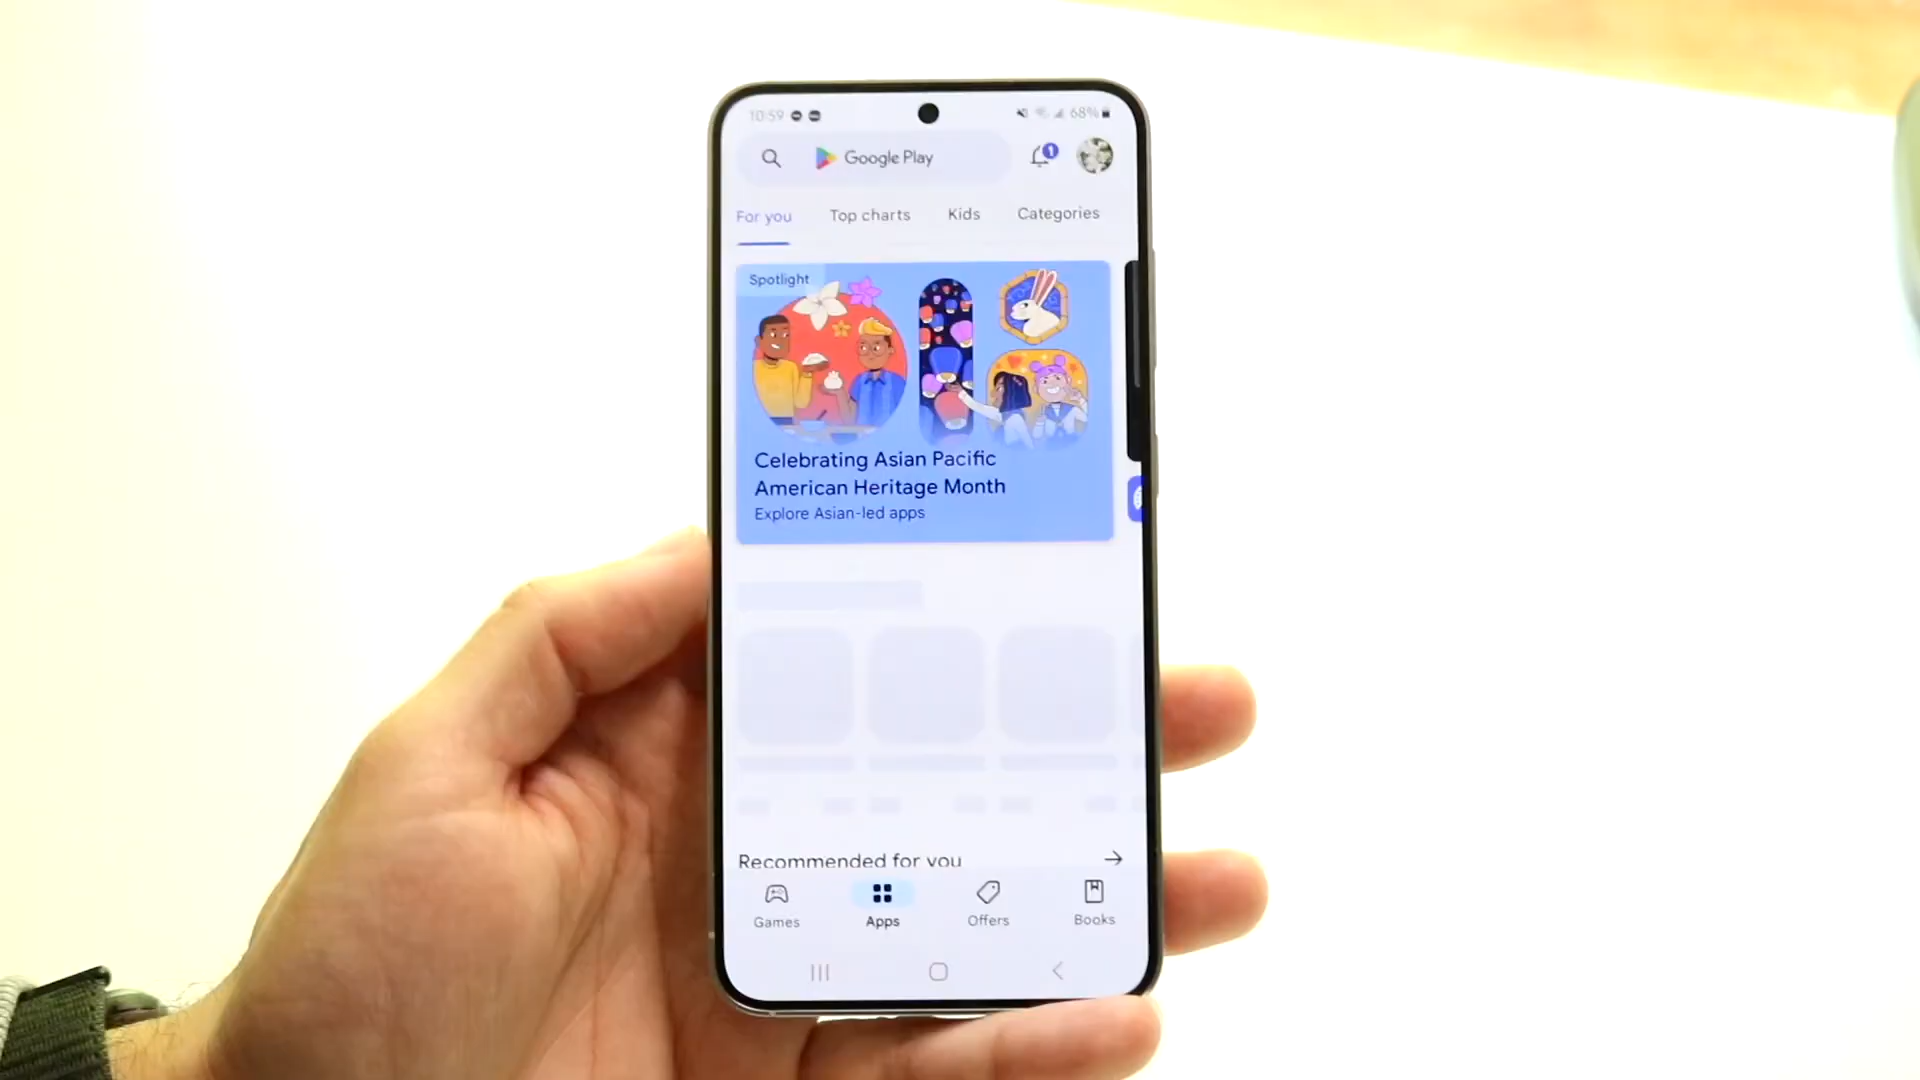 10:59 68%
Google Play 1
For you Top charts Kids Categories
Spotlight
Celebrating Asian Pacific
American Heritage Month
Explore Asian-led apps
Recommended for you
Games Apps Offers Books